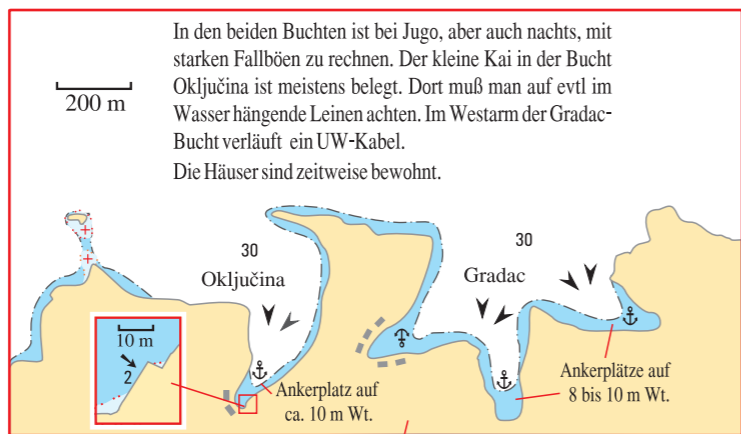 In den beiden Buchten ist bei Jugo, aber auch nachts, mit
starken Fallböen zu rechnen. Der kleine Kai in der Bucht
Oključina ist meistens belegt. Dort muß man auf evtl im
Wasser hängende Leinen achten. Im Westarm der Gradac-
Bucht verläuft ein UW-Kabel.
Die Häuser sind zeitweise bewohnt.
200 m
30
Oključina
30
Gradac
10 m
2
Ankerplatz auf
ca. 10 m Wt.
Ankerplätze auf
8 bis 10 m Wt.